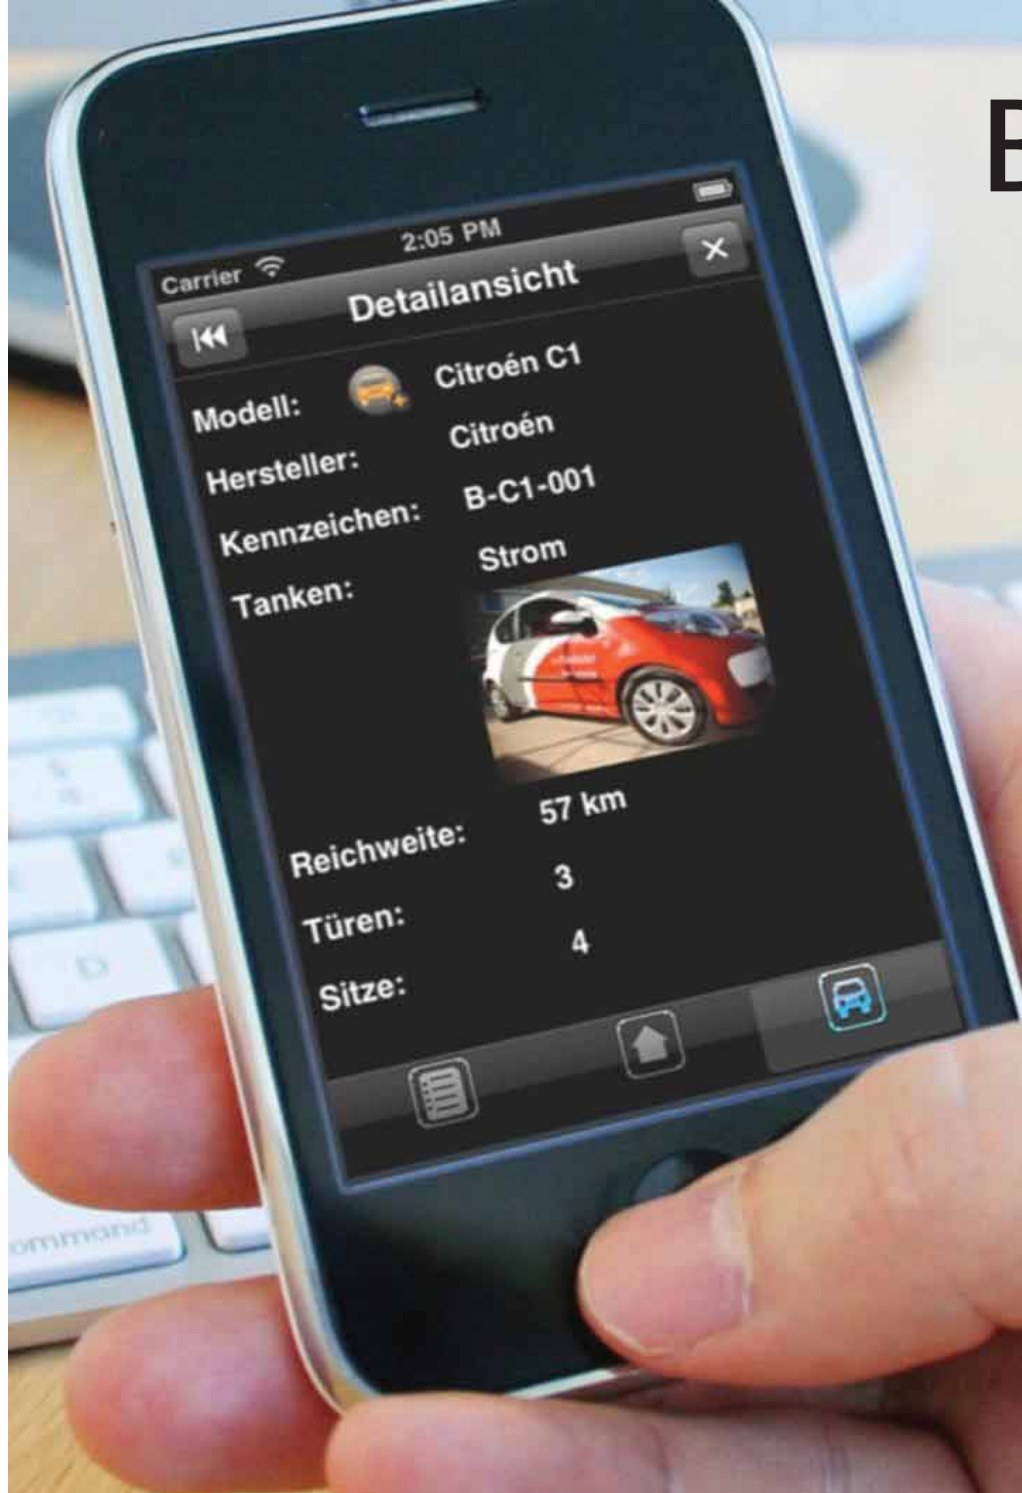 B
Carrier 2:05 PM
Detailansicht
Modell: Citroén C1
Hersteller: Citroén
Kennzeichen: B-C1-001
Tanken: Strom
Reichweite: 57 km
Türen: 3
Sitze: 4
D
ommand